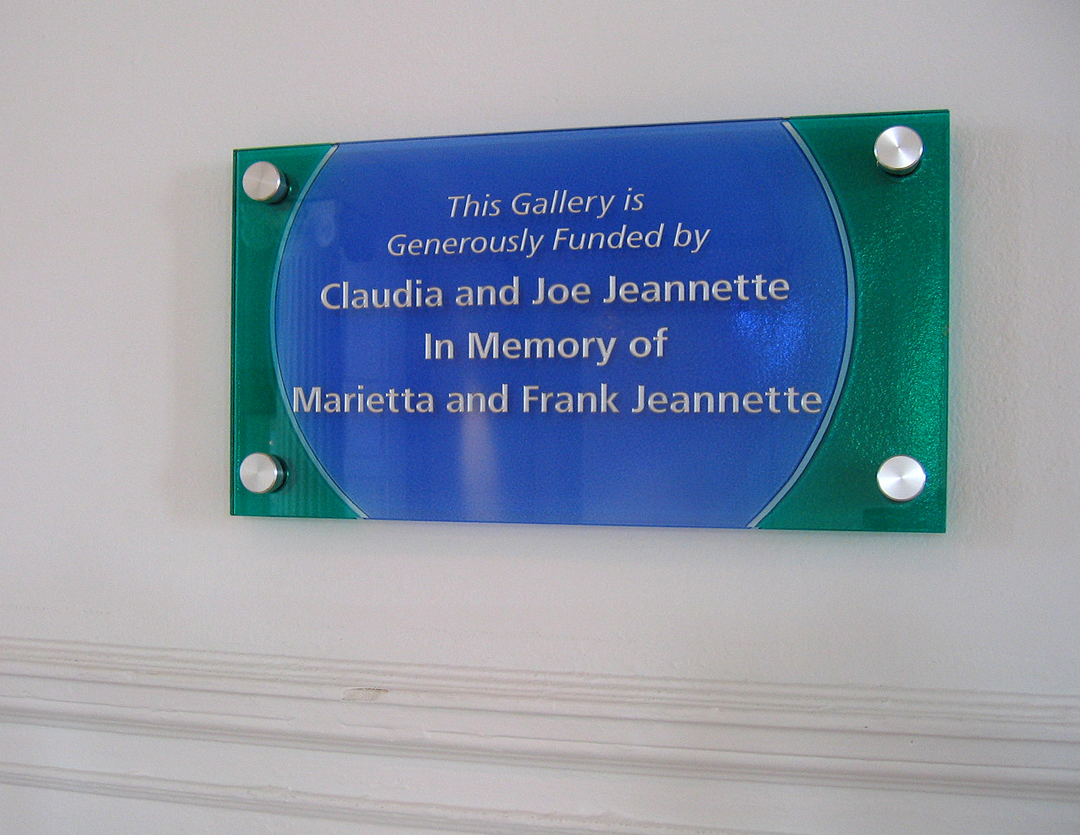 This Gallery is
Generously Funded by
Claudia and Joe Jeannette
In Memory of
Marietta and Frank Jeannette